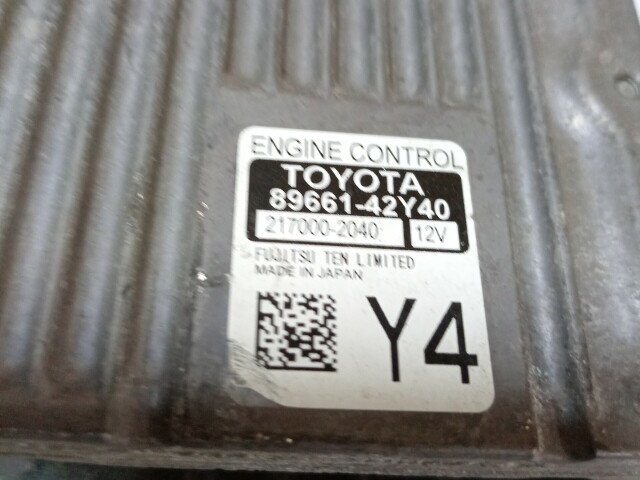 ENGINE CONTROL
TOYOTA
89661-42Y40
217000-2040 12V
FUJITSU TEN LIMITED
MADE IN JAPAN
Y4